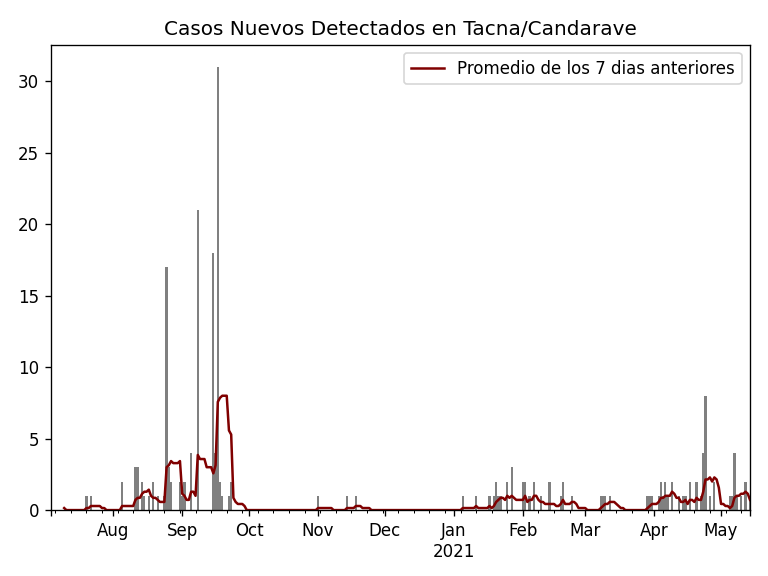 Casos Nuevos Detectados en Tacna/Candarave
Promedio de los 7 dias anteriores
30
25
20
15
10
5
0
Aug Sep Oct Nov Dec Jan Feb Mar Apr May
2021